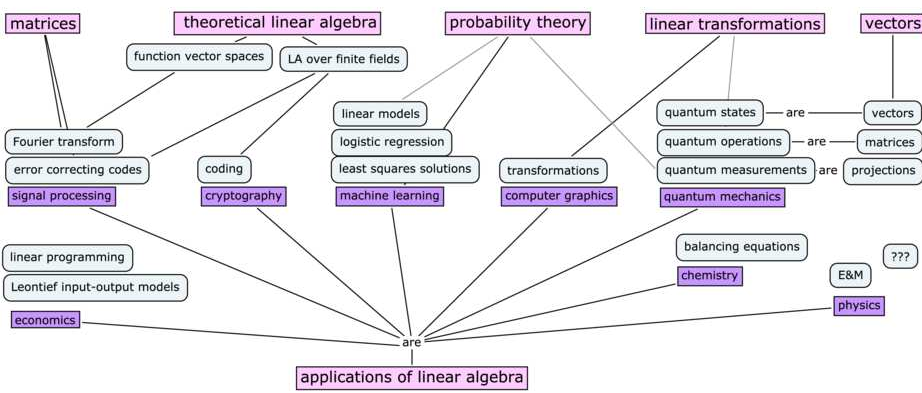 matrices
theoretical linear algebra
probability theory
linear transformations
vectors
function vector spaces
LA over finite fields
linear models
quantum states
are
vectors
Fourier transform
logistic regression
quantum operations
are
matrices
error correcting codes
coding
least squares solutions
transformations
quantum measurements
are
projections
signal processing
cryptography
machine learning
computer graphics
quantum mechanics
linear programming
balancing equations
???
Leontief input-output models
chemistry
E&M
economics
physics
are
applications of linear algebra